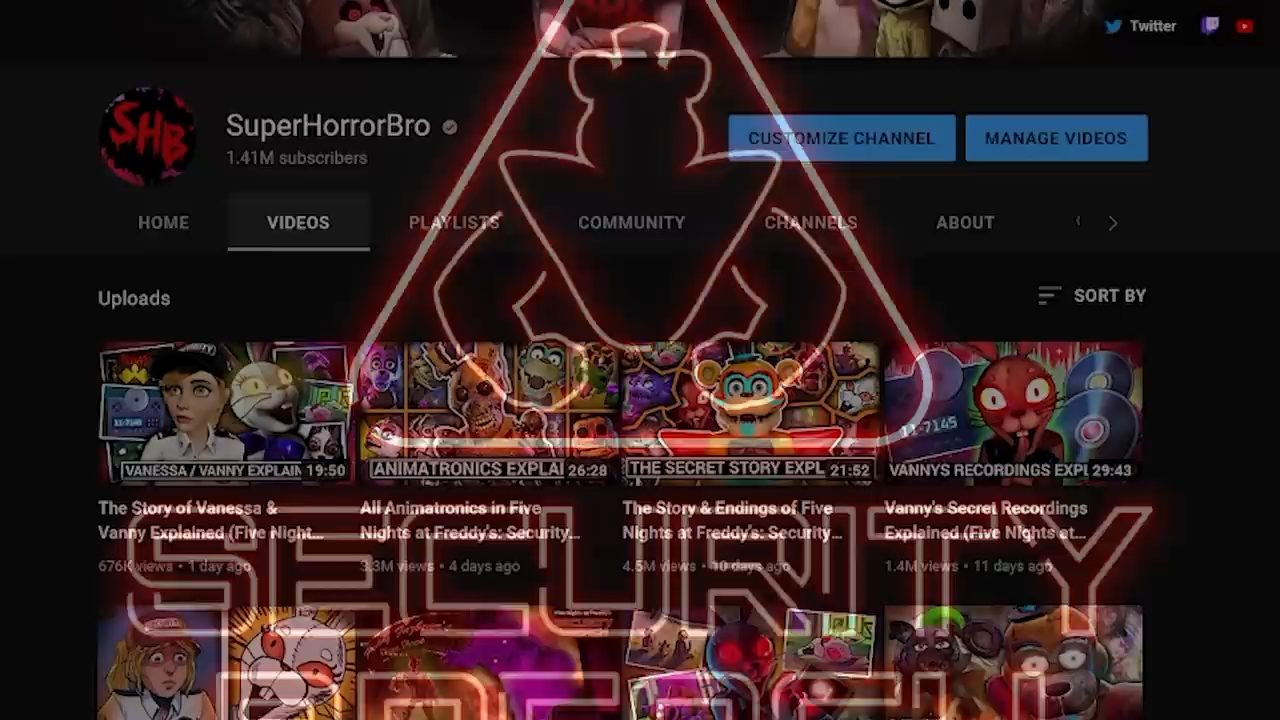 Twitter
SHB
SuperHorrorBro
1.41M subscribers
CUSTOMIZE CHANNEL
MANAGE VIDEOS
HOME
VIDEOS
PLAYLISTS
COMMUNITY
CHANNELS
ABOUT
Uploads
SORT BY
11-7145
VANESSA / VANNY EXPLAIN 19:50
ANIMATRONICS EXPLAI 26:28
THE SECRET STORY EXPL 21:52
VANNYS RECORDINGS EXPL 29:43
The Story of Vanessa &
Vanny Explained (Five Night...
676K views • 1 day ago
All Animatronics in Five
Nights at Freddy's: Security...
3.3M views • 4 days ago
The Story & Endings of Five
Nights at Freddy's: Security...
4.5M views • 10 days ago
Vanny's Secret Recordings
Explained (Five Nights at...
1.4M views • 11 days ago
SECURITY